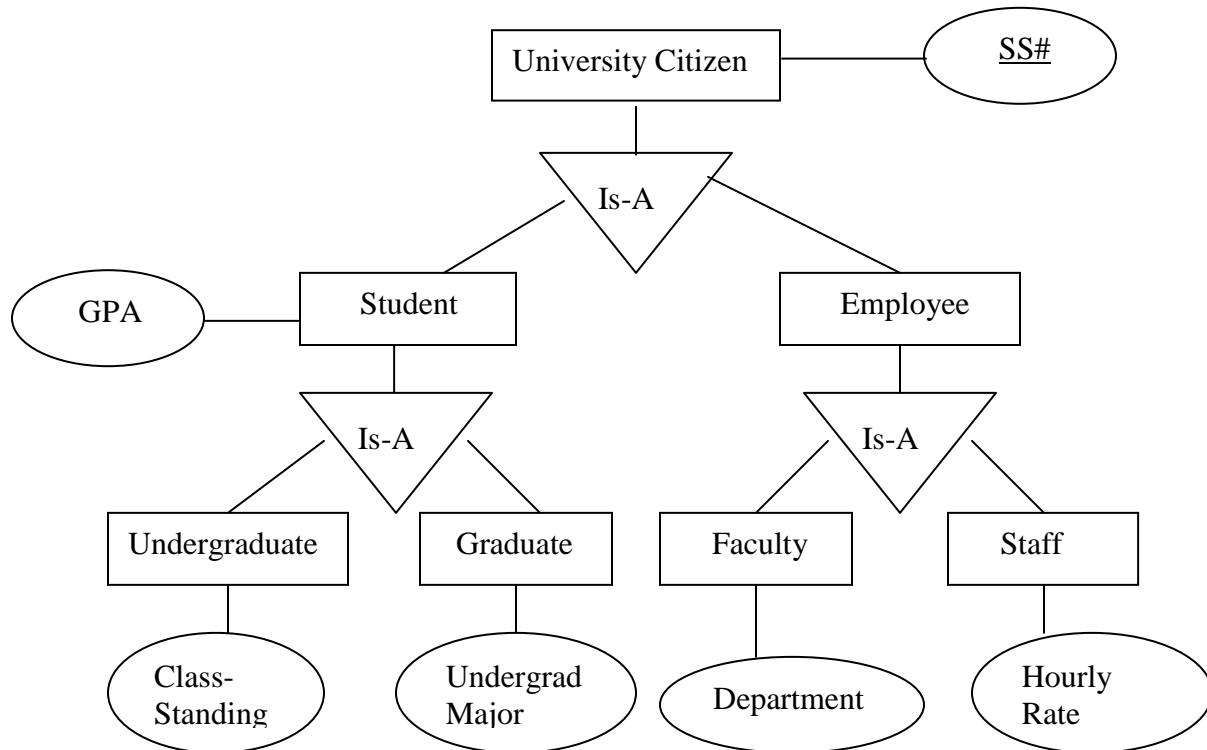 University Citizen
SS#
Is-A
GPA
Student
Employee
Is-A
Is-A
Undergraduate
Graduate
Faculty
Staff
Class-
Standing
Undergrad
Major
Department
Hourly
Rate